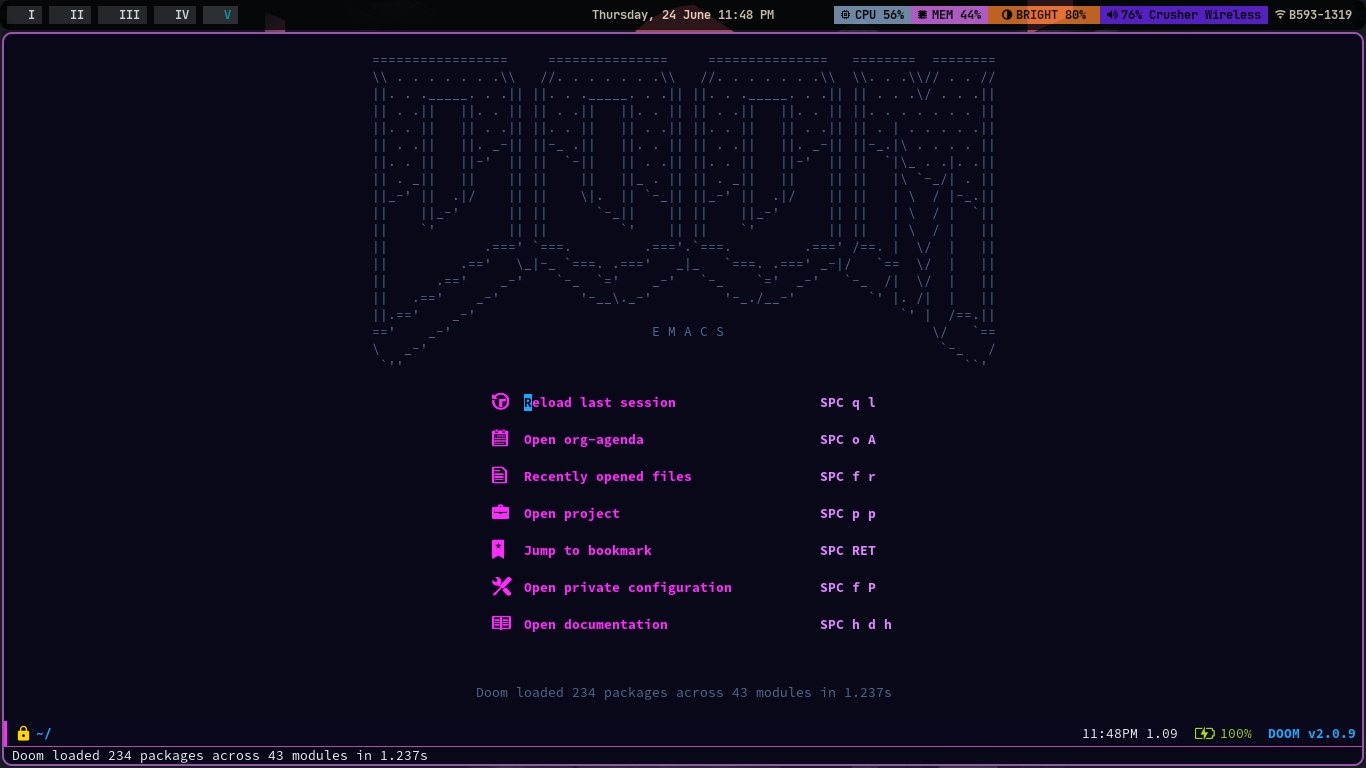 I II III IV V Thursday, 24 June 11:48 PM CPU 56% MEM 44% BRIGHT 80% 76% Crusher Wireless B593-1319
E M A C S
Reload last session SPC q l
Open org-agenda SPC o A
Recently opened files SPC f r
Open project SPC p p
Jump to bookmark SPC RET
Open private configuration SPC f P
Open documentation SPC h d h
Doom loaded 234 packages across 43 modules in 1.237s
~/ 11:48PM 1.09 100% DOOM v2.0.9
Doom loaded 234 packages across 43 modules in 1.237s